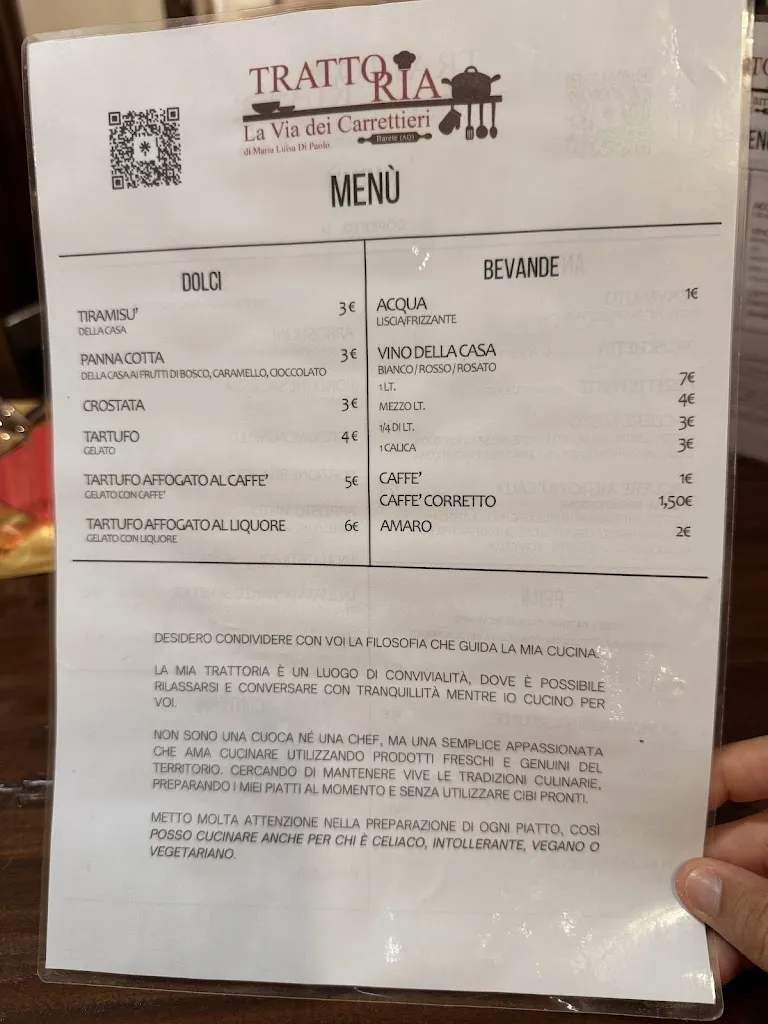 TRATTORIA
La Via dei Carrettieri
Barete (AQ)
di Maria Luisa Di Paolo
MENÙ
DOLCI
TIRAMISU' 3€
DELLA CASA
PANNA COTTA 3€
DELLA CASA AI FRUTTI DI BOSCO, CARAMELLO, CIOCCOLATO
CROSTATA 3€
TARTUFO 4€
GELATO
TARTUFO AFFOGATO AL CAFFE' 5€
GELATO CON CAFFE'
TARTUFO AFFOGATO AL LIQUORE 6€
GELATO CON LIQUORE
BEVANDE
ACQUA 1€
LISCIA/FRIZZANTE
VINO DELLA CASA
BIANCO / ROSSO / ROSATO
1 LT. 7€
MEZZO LT. 4€
1/4 DI LT. 3€
1 CALICA 3€
CAFFE' 1€
CAFFE' CORRETTO 1,50€
AMARO 2€
DESIDERO CONDIVIDERE CON VOI LA FILOSOFIA CHE GUIDA LA MIA CUCINA.
LA MIA TRATTORIA È UN LUOGO DI CONVIVIALITÀ, DOVE È POSSIBILE
RILASSARSI E CONVERSARE CON TRANQUILLITÀ MENTRE IO CUCINO PER
VOI.
NON SONO UNA CUOCA NÉ UNA CHEF, MA UNA SEMPLICE APPASSIONATA
CHE AMA CUCINARE UTILIZZANDO PRODOTTI FRESCHI E GENUINI DEL
TERRITORIO. CERCANDO DI MANTENERE VIVE LE TRADIZIONI CULINARIE,
PREPARANDO I MIEI PIATTI AL MOMENTO E SENZA UTILIZZARE CIBI PRONTI.
METTO MOLTA ATTENZIONE NELLA PREPARAZIONE DI OGNI PIATTO, COSÌ
POSSO CUCINARE ANCHE PER CHI È CELIACO, INTOLLERANTE, VEGANO O
VEGETARIANO.